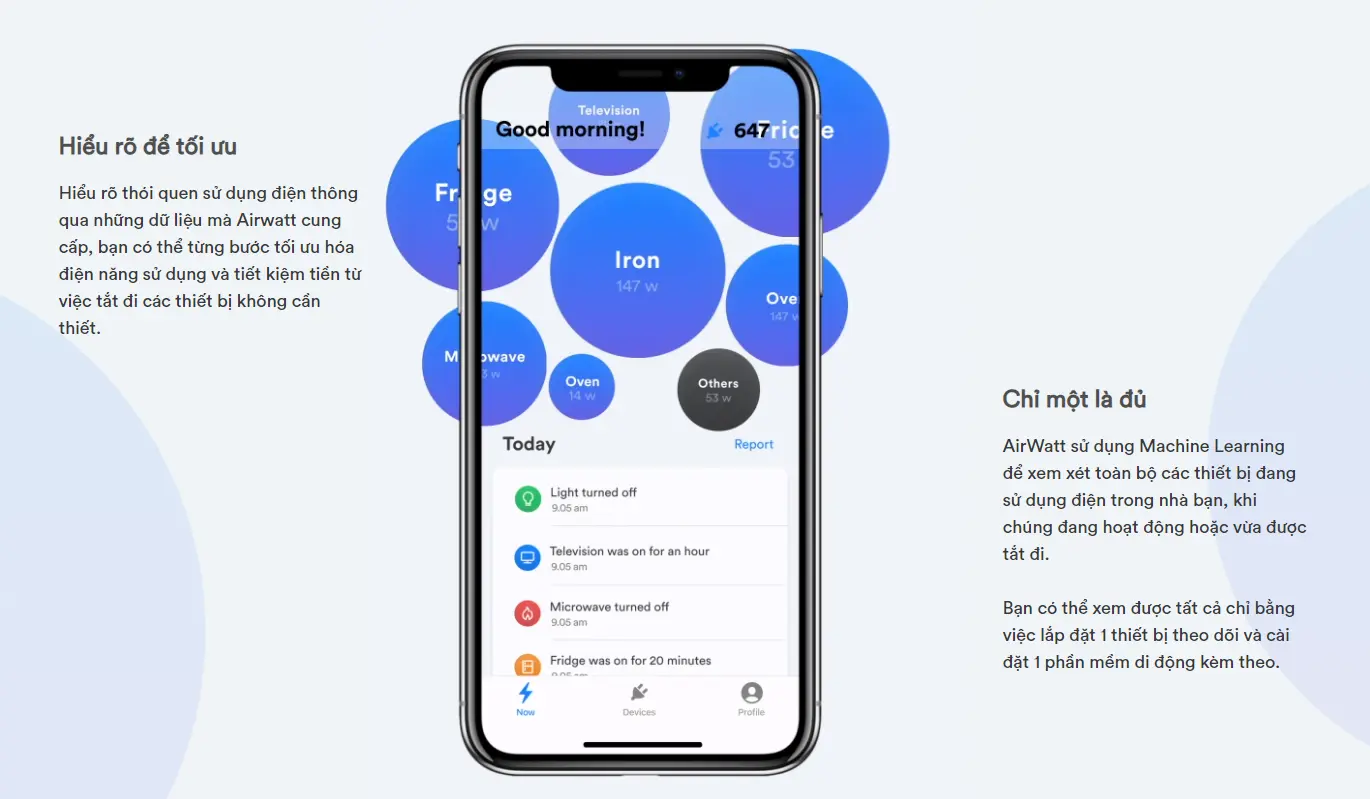 Hiểu rõ để tối ưu
Hiểu rõ thói quen sử dụng điện thông
qua những dữ liệu mà Airwatt cung
cấp, bạn có thể từng bước tối ưu hóa
điện năng sử dụng và tiết kiệm tiền từ
việc tắt đi các thiết bị không cần
thiết.
Television
Good morning!
647
Fridge
53
Fridge
w
Iron
147 w
Oven
147 w
Microwave
w
Oven
14 w
Others
53 w
Today
Report
Light turned off
9.05 am
Television was on for an hour
9.05 am
Microwave turned off
9.05 am
Fridge was on for 20 minutes
9.05 am
Now
Devices
Profile
Chỉ một là đủ
AirWatt sử dụng Machine Learning
để xem xét toàn bộ các thiết bị đang
sử dụng điện trong nhà bạn, khi
chúng đang hoạt động hoặc vừa được
tắt đi.
Bạn có thể xem được tất cả chỉ bằng
việc lắp đặt 1 thiết bị theo dõi và cài
đặt 1 phần mềm di động kèm theo.